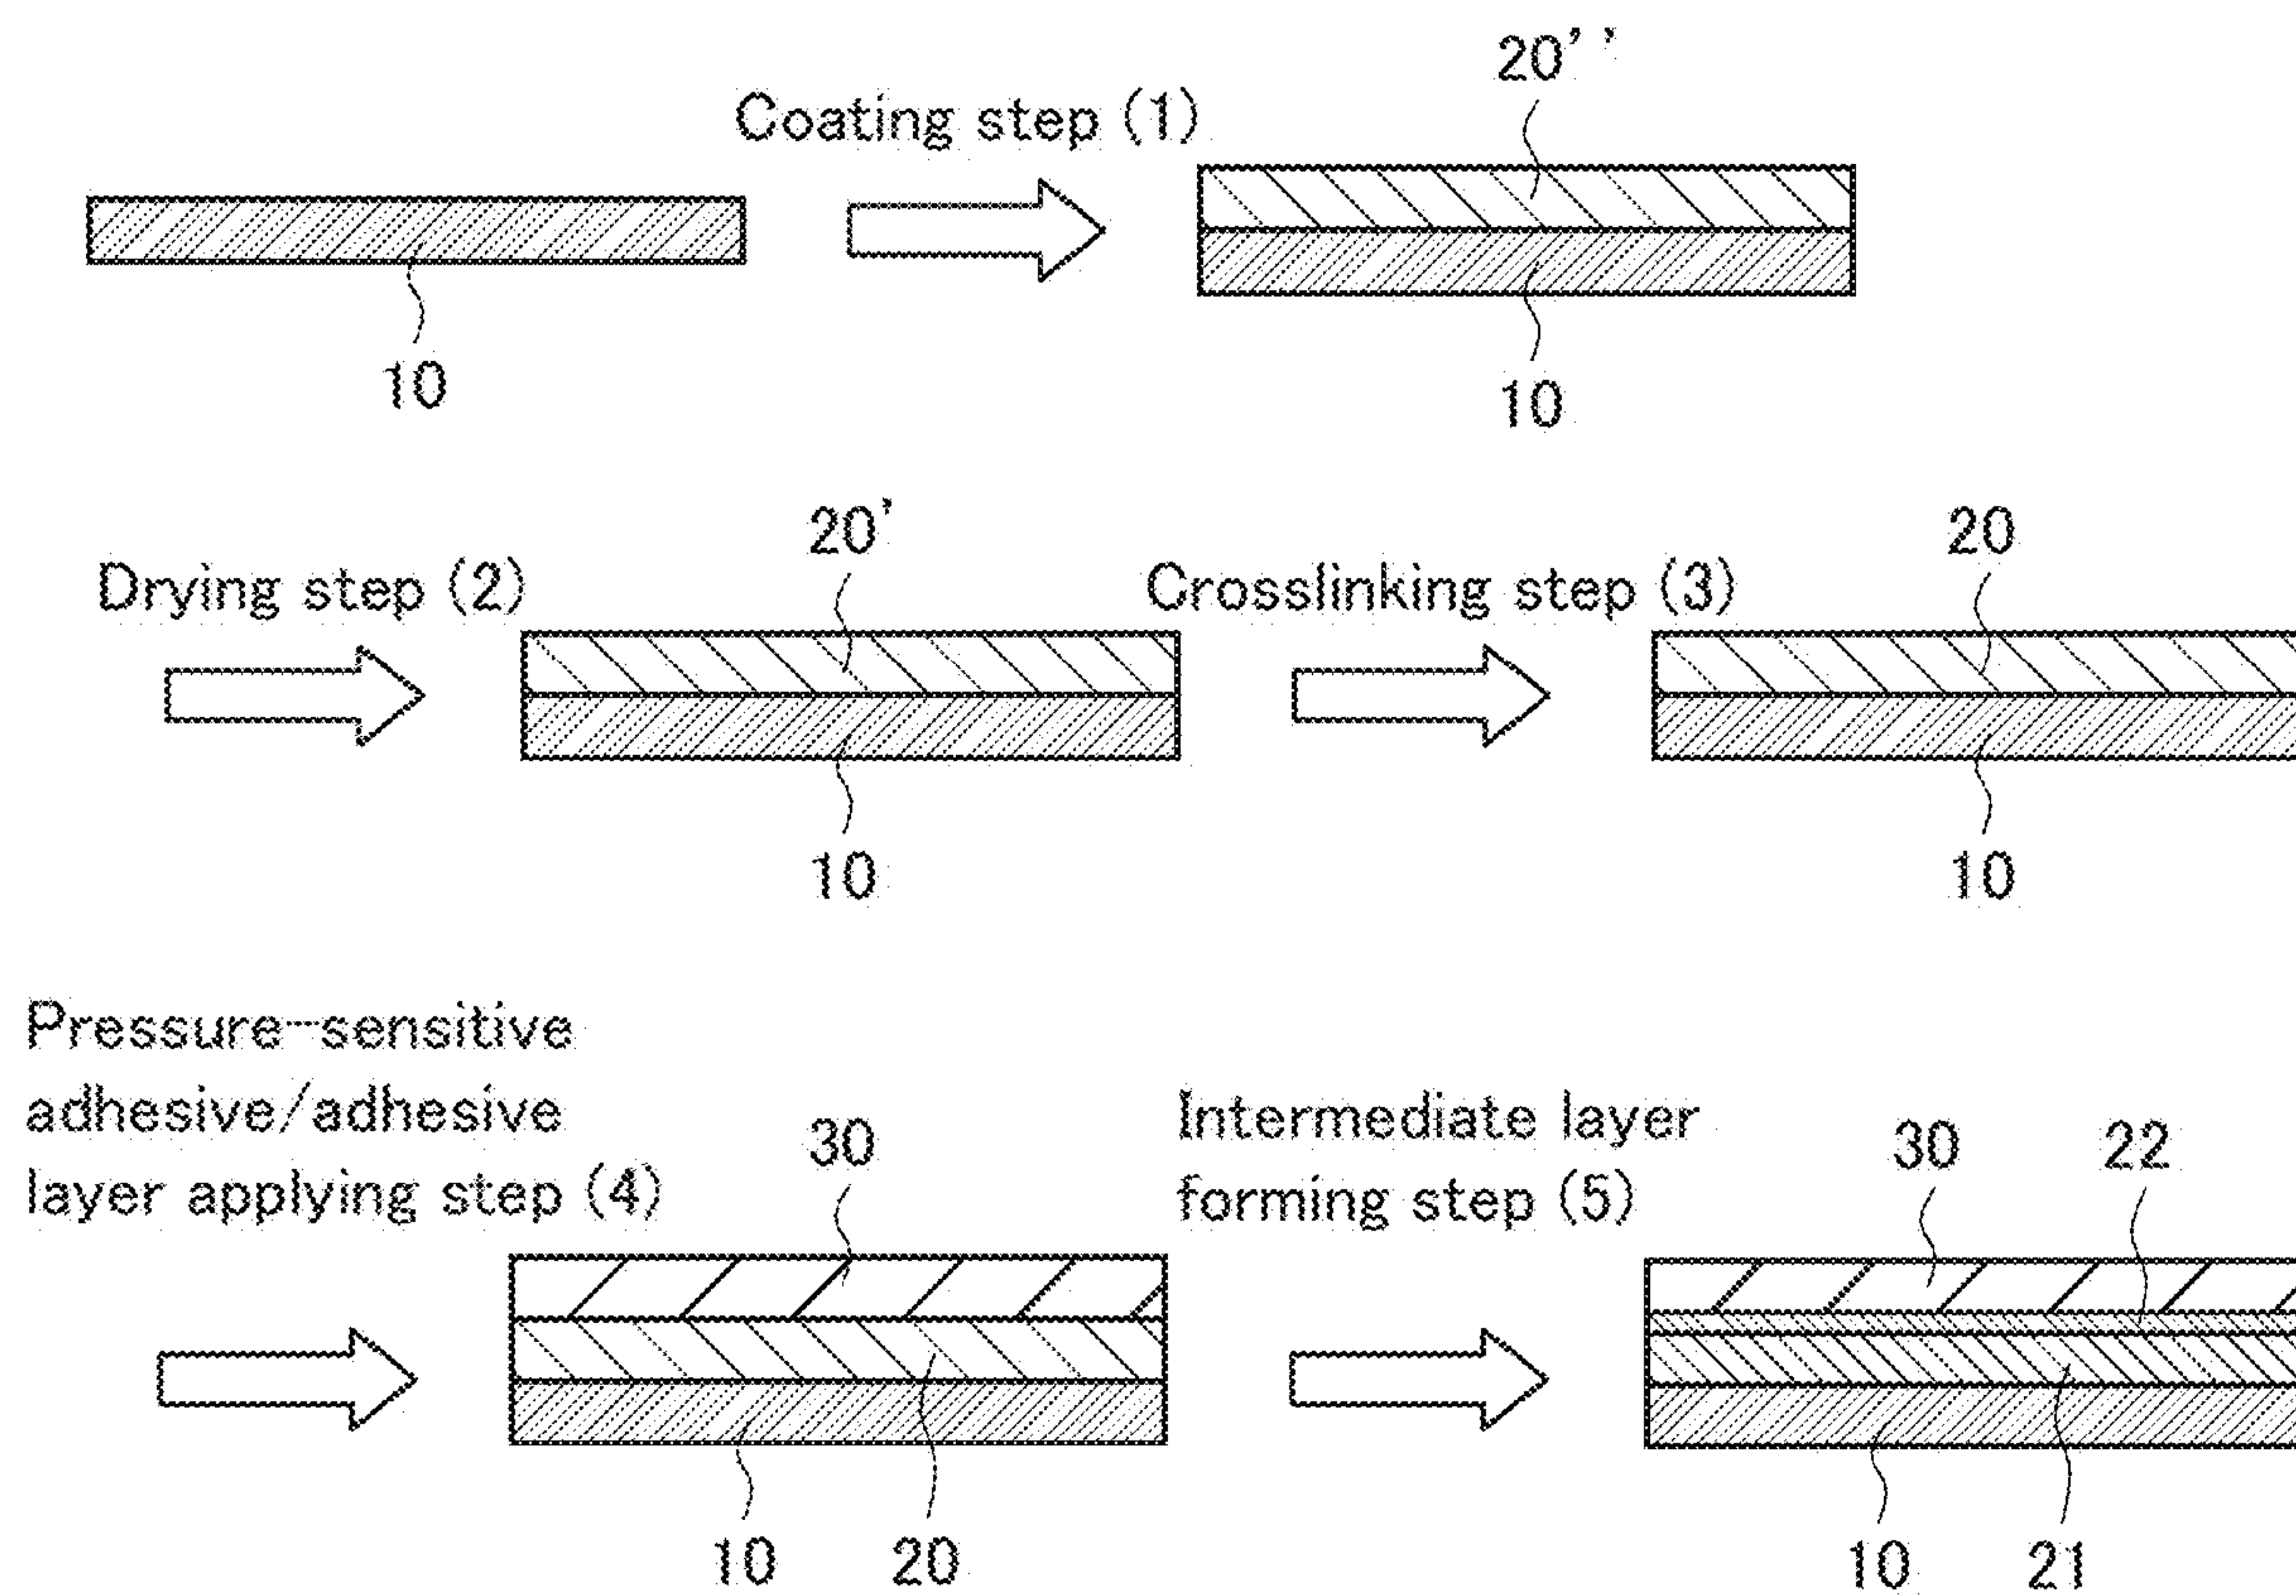 20''
Coating step (1)
10
10
20'
20
Drying step (2)
Crosslinking step (3)
10
10
Pressure-sensitive
adhesive/adhesive
layer applying step (4)
30
Intermediate layer
forming step (5)
30
22
10
20
10
21